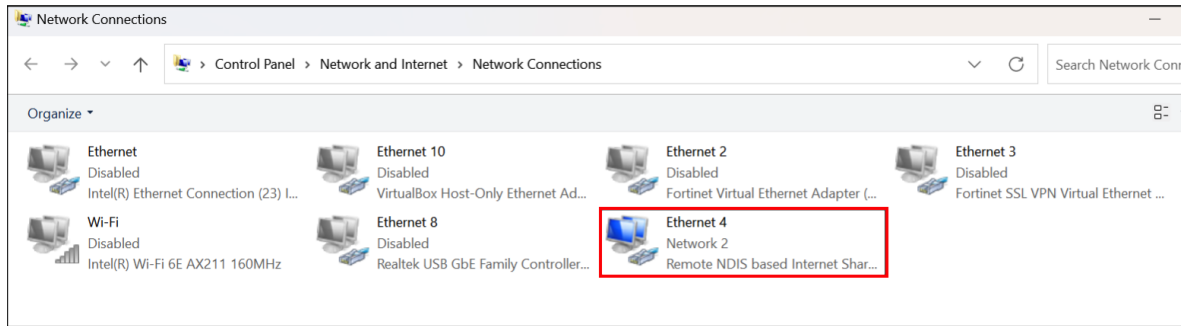 Network Connections
Control Panel > Network and Internet > Network Connections
Search Network Conn
Organize
Ethernet
Disabled
Intel(R) Ethernet Connection (23) I...
Ethernet 10
Disabled
VirtualBox Host-Only Ethernet Ad...
Ethernet 2
Disabled
Fortinet Virtual Ethernet Adapter (...
Ethernet 3
Disabled
Fortinet SSL VPN Virtual Ethernet ...
Wi-Fi
Disabled
Intel(R) Wi-Fi 6E AX211 160MHz
Ethernet 8
Disabled
Realtek USB GbE Family Controller...
Ethernet 4
Network 2
Remote NDIS based Internet Shar...